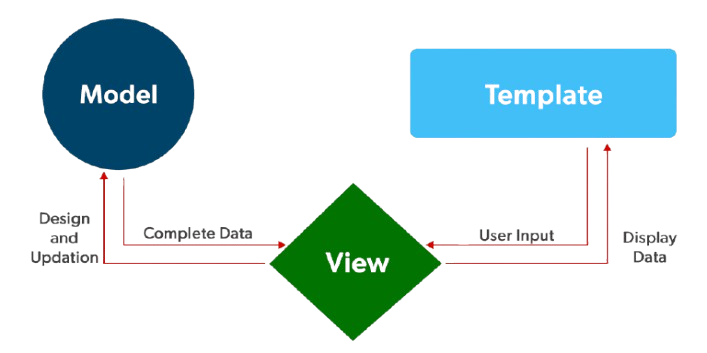 Model
Template
Design
and
Updation
Complete Data
User Input
Display
Data
View